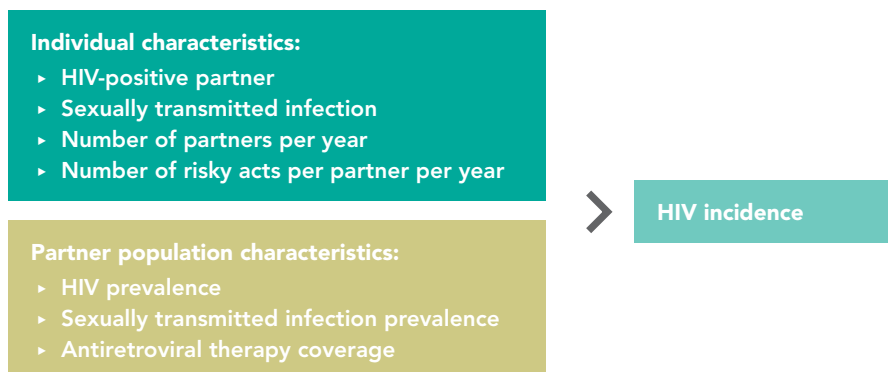 Individual characteristics:
▸ HIV-positive partner
▸ Sexually transmitted infection
▸ Number of partners per year
▸ Number of risky acts per partner per year
HIV incidence
Partner population characteristics:
▸ HIV prevalence
▸ Sexually transmitted infection prevalence
▸ Antiretroviral therapy coverage